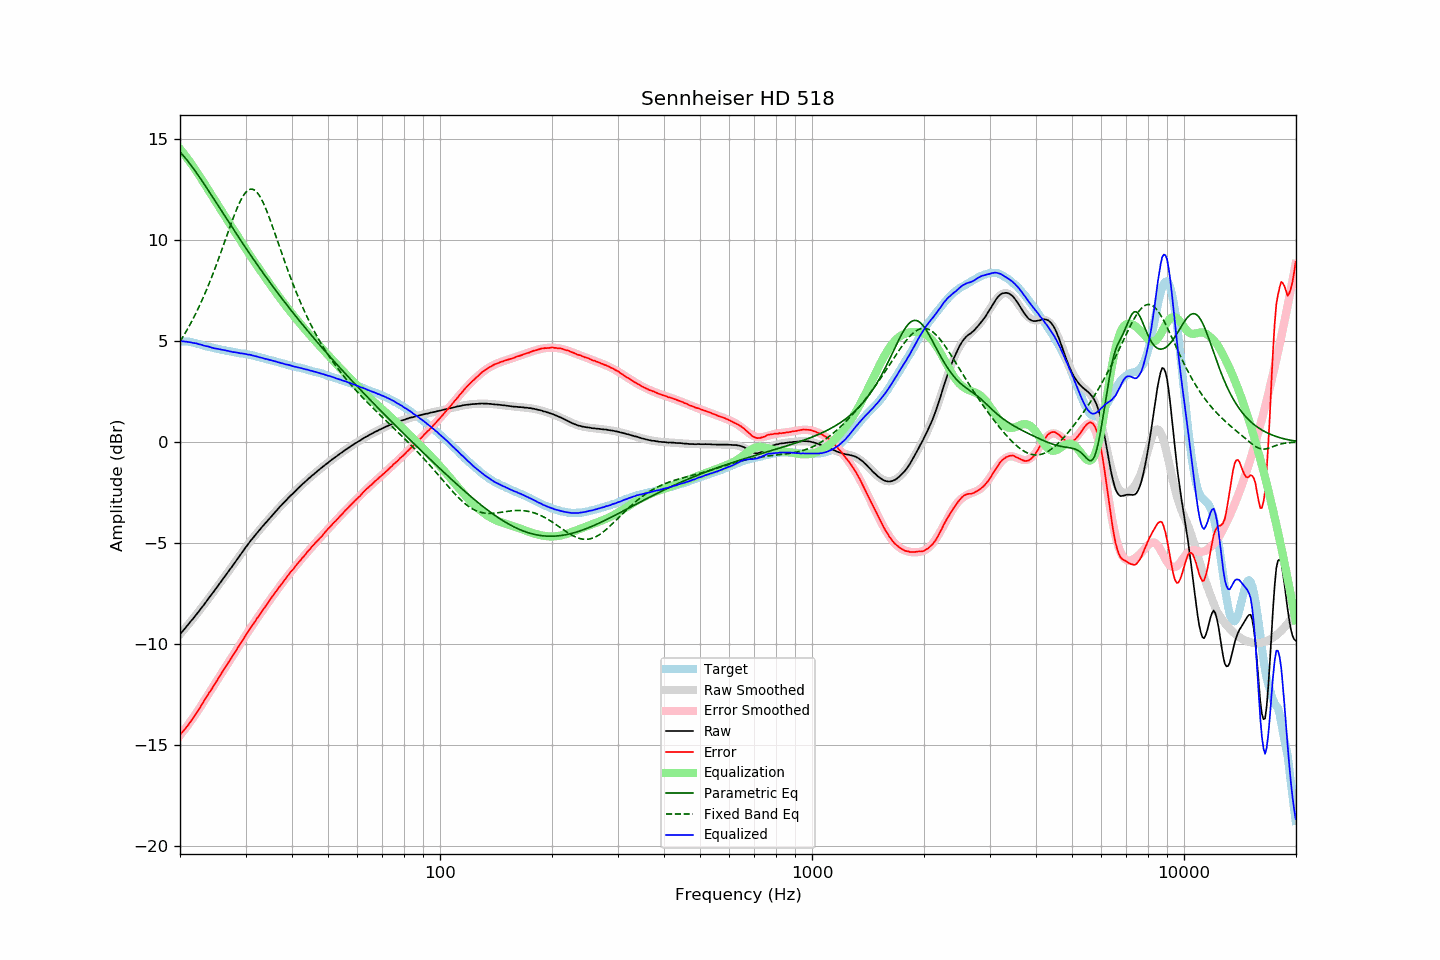 Sennheiser HD 518
15
10
5
0
−5
−10
−15
−20
Amplitude (dBr)
Target
Raw Smoothed
Error Smoothed
Raw
Error
Equalization
Parametric Eq
Fixed Band Eq
Equalized
100
1000
10000
Frequency (Hz)